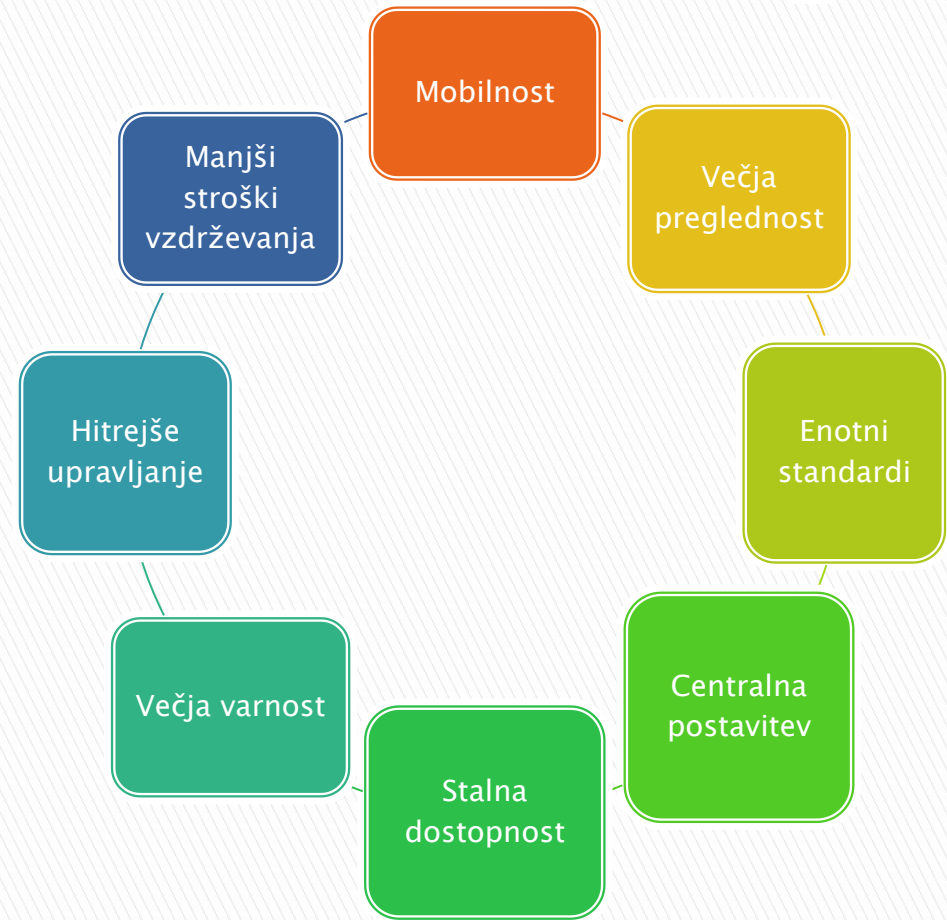 Mobilnost
Večja
preglednost
Enotni
standardi
Centralna
postavitev
Stalna
dostopnost
Večja varnost
Hitrejše
upravljanje
Manjši
stroški
vzdrževanja